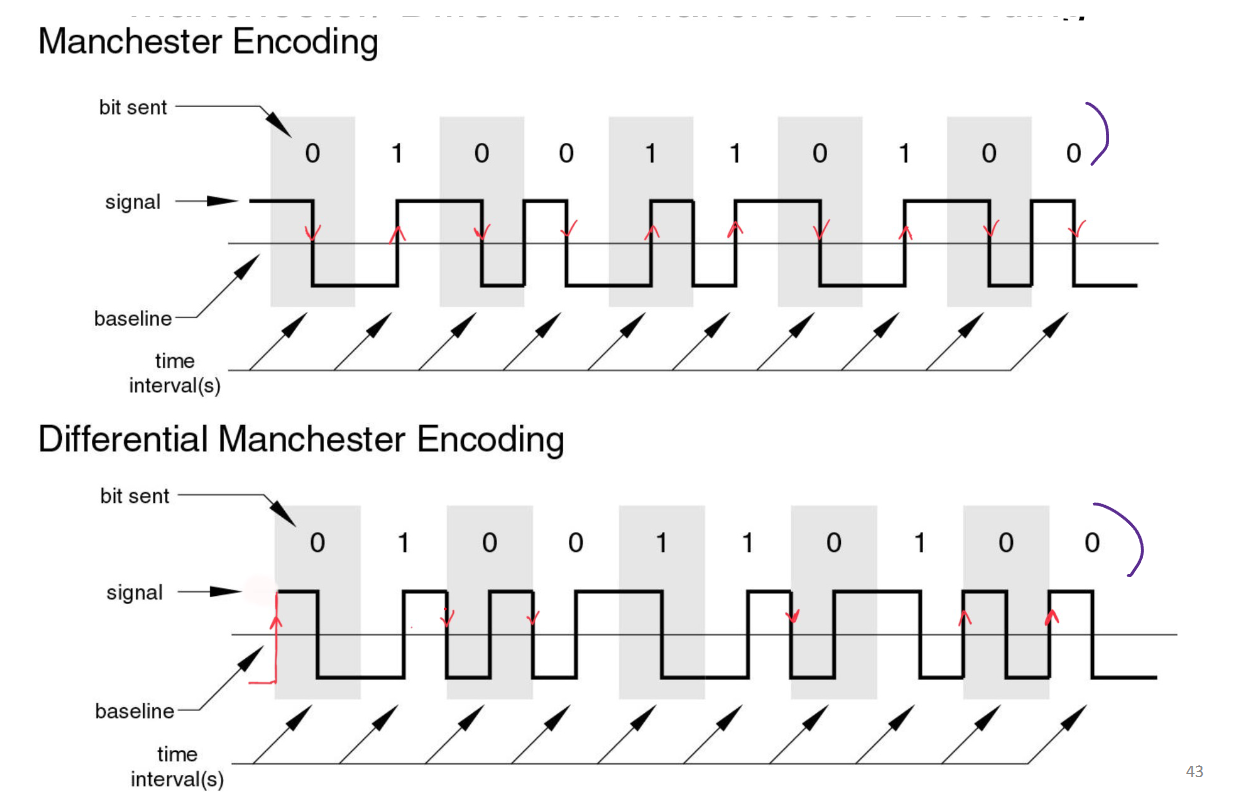 Manchester Encoding
bit sent
0 1 0 0 1 1 0 1 0 0
signal
baseline
time
interval(s)
Differential Manchester Encoding
bit sent
0 1 0 0 1 1 0 1 0 0
signal
baseline
time
interval(s)
43